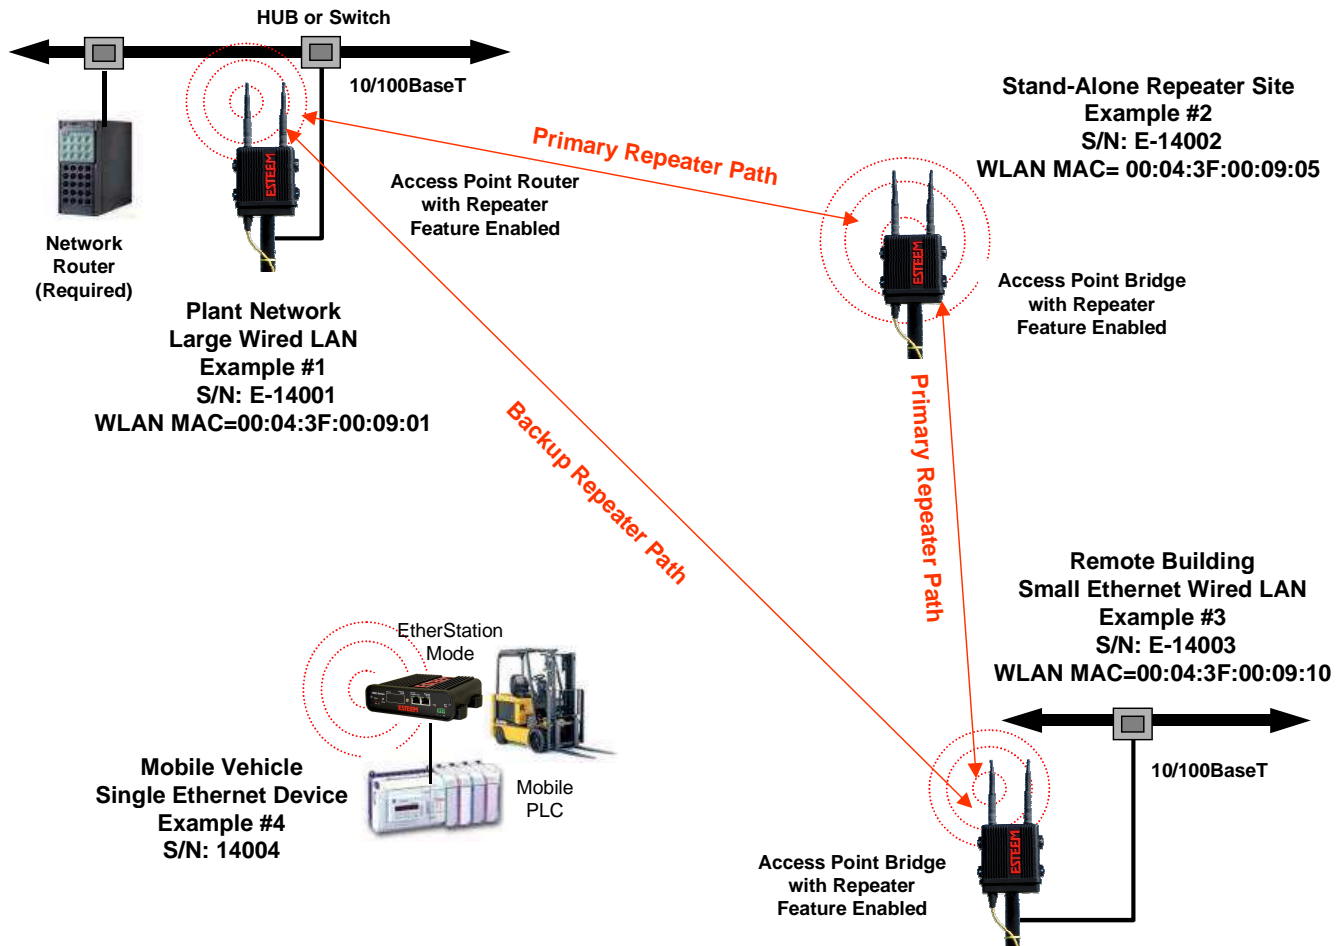 HUB or Switch
10/100BaseT
ESTEEM
Access Point Router
with Repeater
Feature Enabled
Network
Router
(Required)
Plant Network
Large Wired LAN
Example #1
S/N: E-14001
WLAN MAC=00:04:3F:00:09:01
Primary Repeater Path
Stand-Alone Repeater Site
Example #2
S/N: E-14002
WLAN MAC= 00:04:3F:00:09:05
ESTEEM
Access Point Bridge
with Repeater
Feature Enabled
Primary Repeater Path
Backup Repeater Path
Remote Building
Small Ethernet Wired LAN
Example #3
S/N: E-14003
WLAN MAC=00:04:3F:00:09:10
10/100BaseT
ESTEEM
Access Point Bridge
with Repeater
Feature Enabled
EtherStation
Mode
ESTEEM
Mobile
PLC
Mobile Vehicle
Single Ethernet Device
Example #4
S/N: 14004